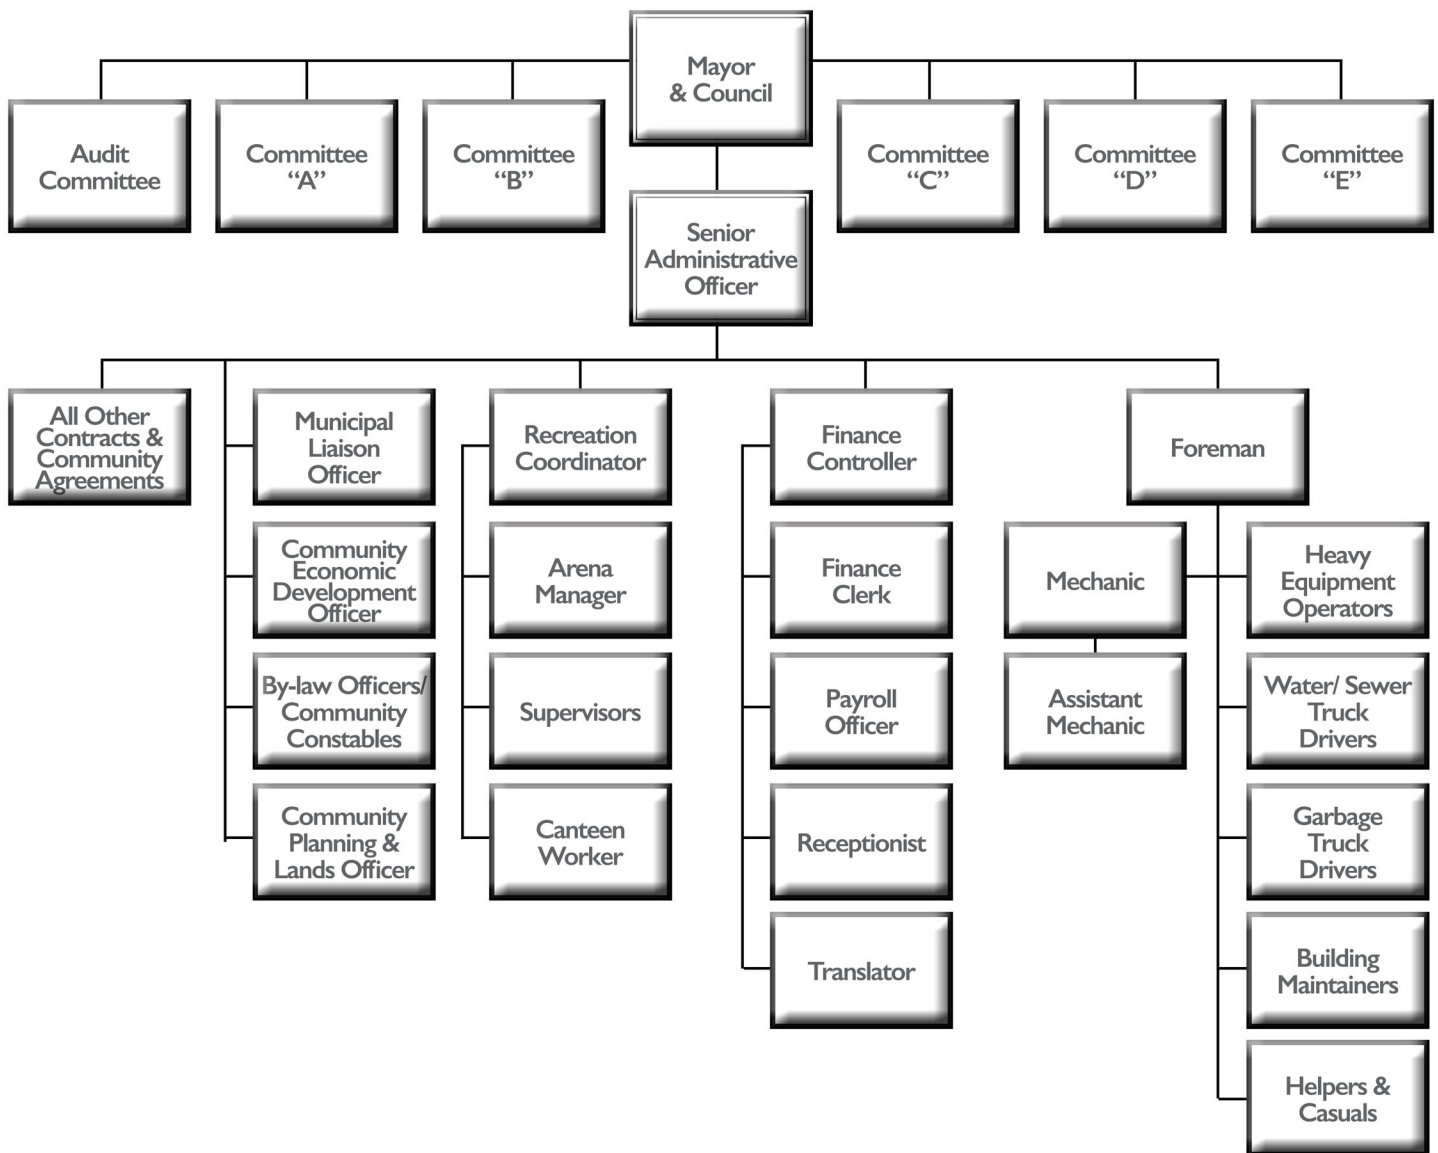 Mayor
& Council
Audit
Committee
Committee
“A”
Committee
“B”
Committee
“C”
Committee
“D”
Committee
“E”
Senior
Administrative
Officer
All Other
Contracts &
Community
Agreements
Municipal
Liaison
Officer
Recreation
Coordinator
Finance
Controller
Foreman
Community
Economic
Development
Officer
Arena
Manager
Finance
Clerk
Mechanic
Heavy
Equipment
Operators
By-law Officers/
Community
Constables
Supervisors
Payroll
Officer
Assistant
Mechanic
Water/ Sewer
Truck
Drivers
Community
Planning &
Lands Officer
Canteen
Worker
Receptionist
Garbage
Truck
Drivers
Translator
Building
Maintainers
Helpers &
Casuals